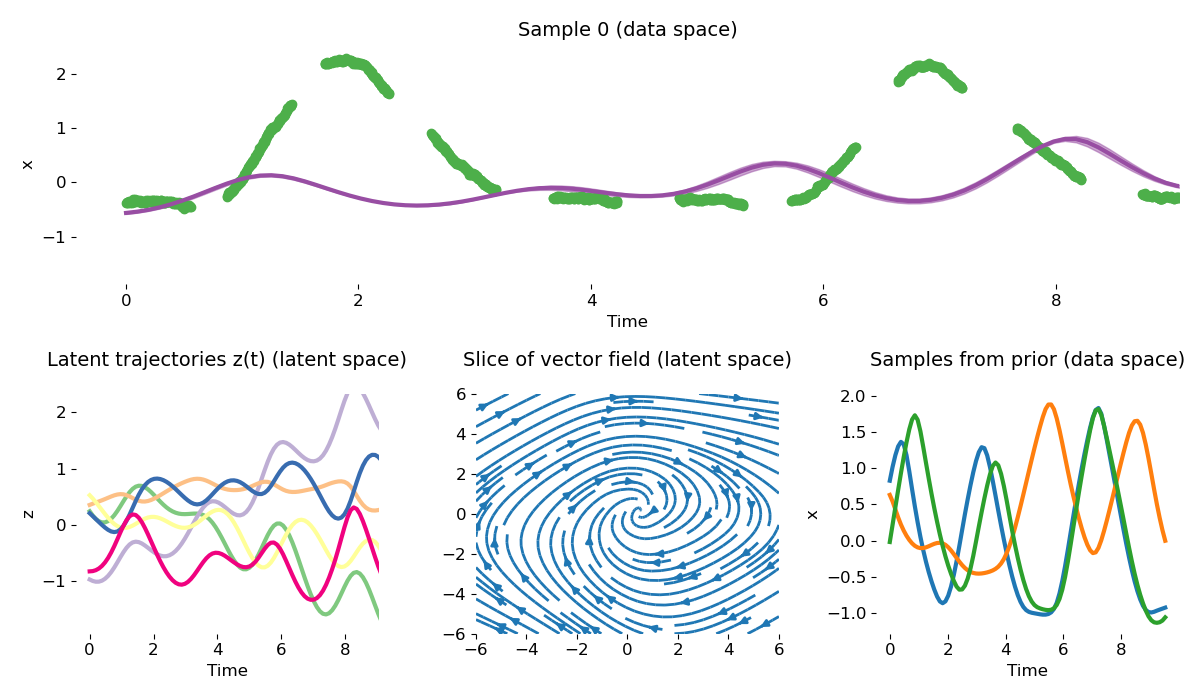 Sample 0 (data space)
x
2
1
0
−1
0 2 4 6 8
Time
Latent trajectories z(t) (latent space)
z
2
1
0
−1
0 2 4 6 8
Time
Slice of vector field (latent space)
6
4
2
0
−2
−4
−6
−6 −4 −2 0 2 4 6
Samples from prior (data space)
x
2.0
1.5
1.0
0.5
0.0
−0.5
−1.0
0 2 4 6 8
Time